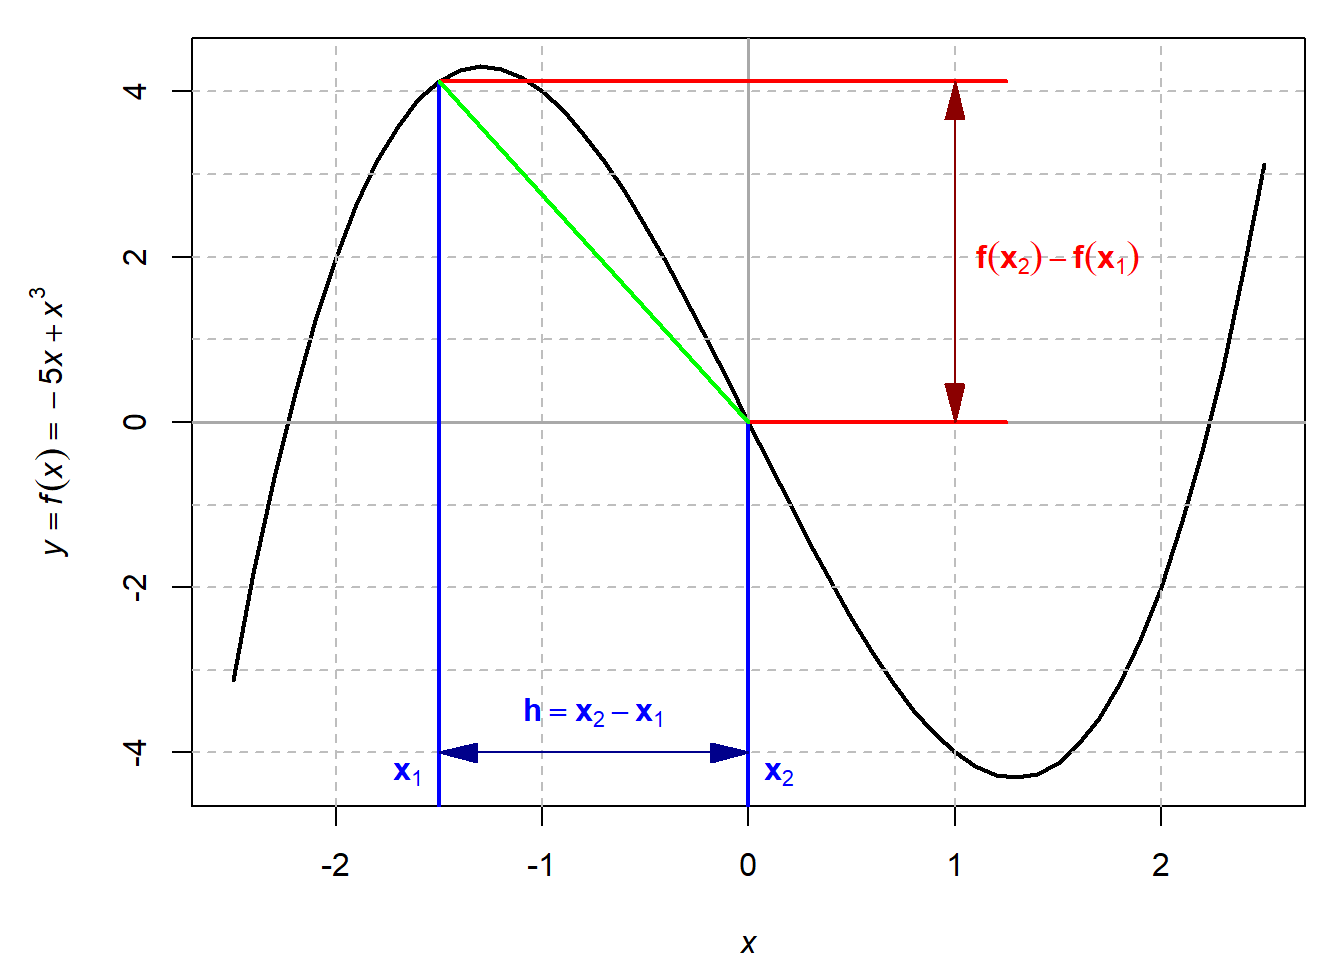 y = f(x) = − 5x + x³
4
2
0
-2
-4
f(x₂) − f(x₁)
h = x₂ − x₁
x₁
x₂
-2
-1
0
1
2
x